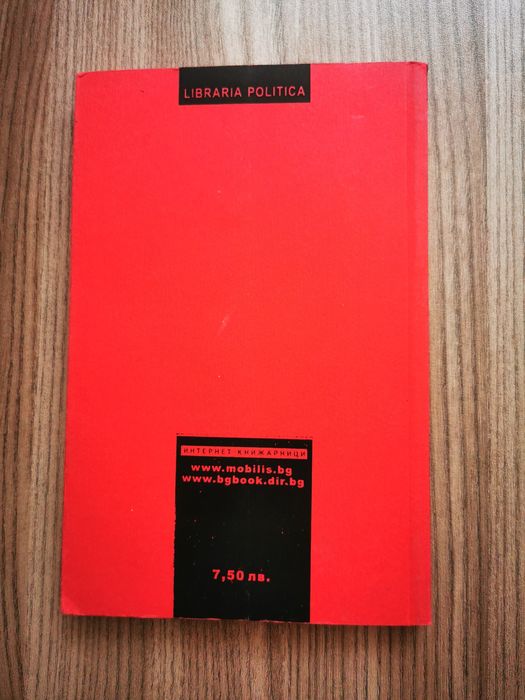 LIBRARIA POLITICA
ИНТЕРНЕТ КНИЖАРНИЦИ
www.mobilis.bg
www.bgbook.dir.bg
7,50 лв.